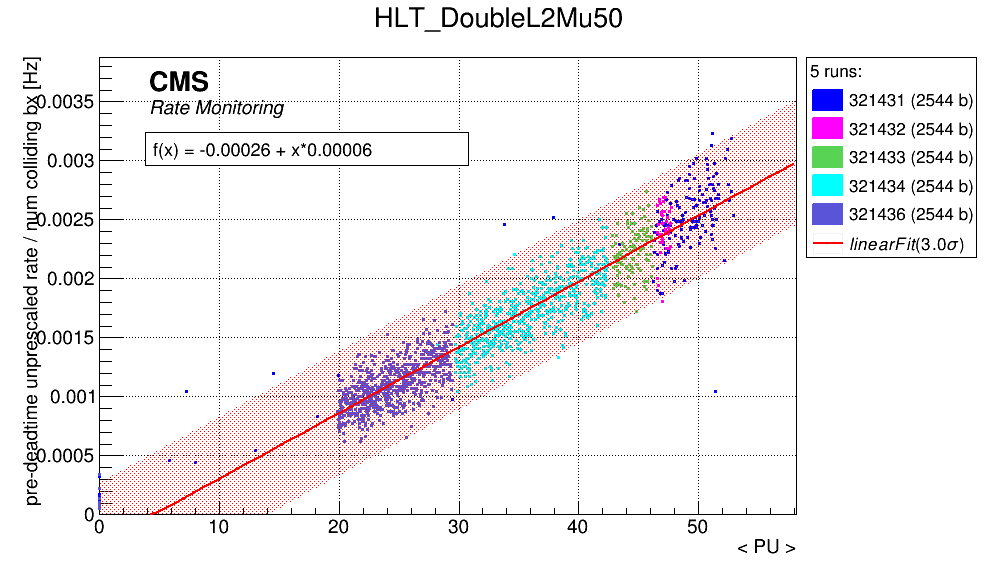 HLT_DoubleL2Mu50
pre-deadtime unprescaled rate / num colliding bx [Hz]
CMS
Rate Monitoring
f(x) = -0.00026 + x*0.00006
0.0035
0.003
0.0025
0.002
0.0015
0.001
0.0005
0
0 10 20 30 40 50
< PU >
5 runs:
321431 (2544 b)
321432 (2544 b)
321433 (2544 b)
321434 (2544 b)
321436 (2544 b)
linearFit(3.0σ)